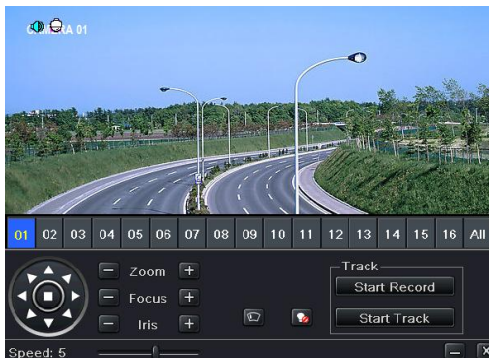 CAMERA 01
01 02 03 04 05 06 07 08 09 10 11 12 13 14 15 16 All
Zoom
Focus
Iris
Track
Start Record
Start Track
Speed: 5